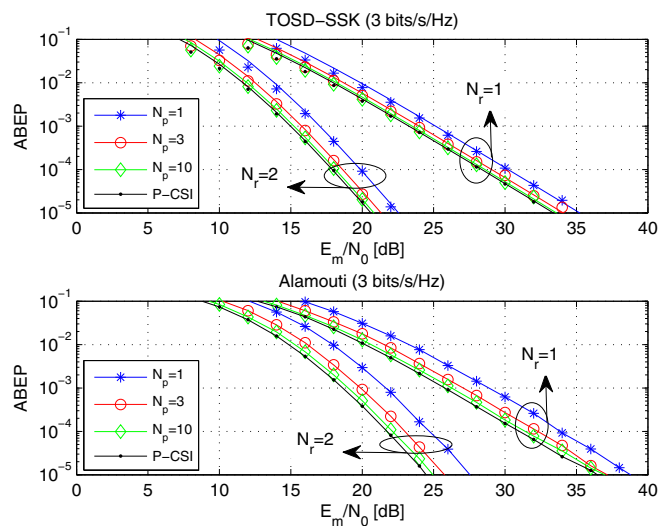 TOSD−SSK (3 bits/s/Hz)
ABEP
10⁻¹
10⁻²
10⁻³
10⁻⁴
10⁻⁵
N_p=1
N_p=3
N_p=10
P−CSI
N_r=1
N_r=2
0 5 10 15 20 25 30 35 40
E_m/N_0 [dB]
Alamouti (3 bits/s/Hz)
ABEP
10⁻¹
10⁻²
10⁻³
10⁻⁴
10⁻⁵
N_p=1
N_p=3
N_p=10
P−CSI
N_r=1
N_r=2
0 5 10 15 20 25 30 35 40
E_m/N_0 [dB]